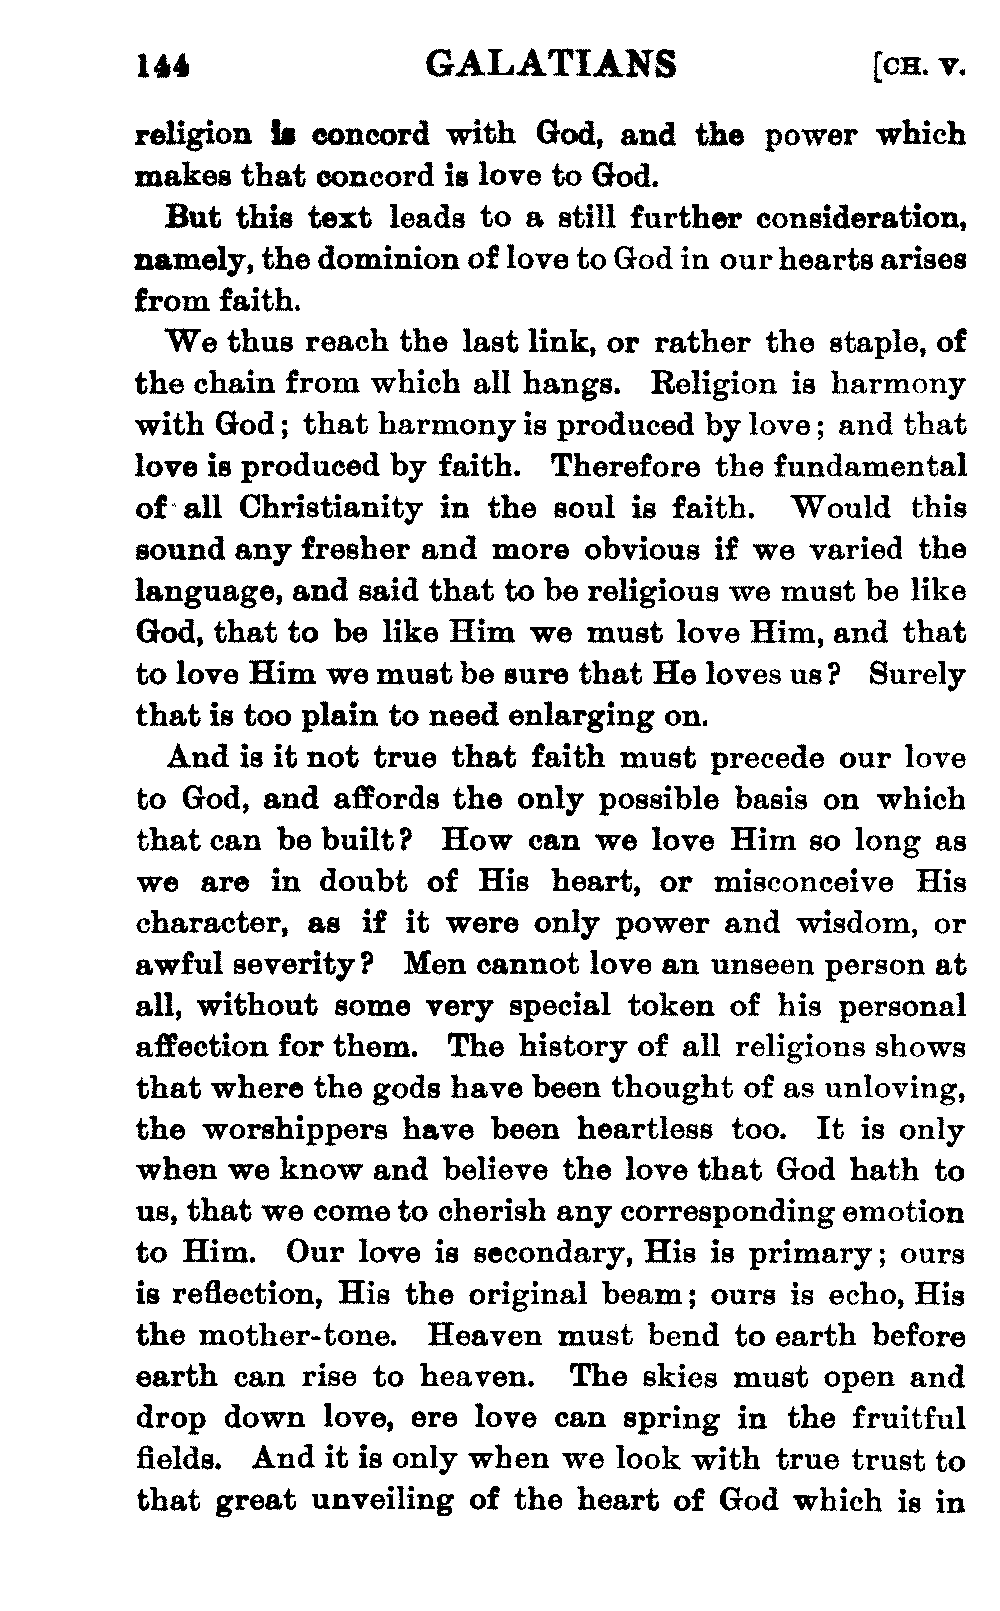 144 GALATIANS [CH. V.
religion is concord with God, and the power which
makes that concord is love to God.
But this text leads to a still further consideration,
namely, the dominion of love to God in our hearts arises
from faith.
We thus reach the last link, or rather the staple, of
the chain from which all hangs. Religion is harmony
with God; that harmony is produced by love; and that
love is produced by faith. Therefore the fundamental
of all Christianity in the soul is faith. Would this
sound any fresher and more obvious if we varied the
language, and said that to be religious we must be like
God, that to be like Him we must love Him, and that
to love Him we must be sure that He loves us? Surely
that is too plain to need enlarging on.
And is it not true that faith must precede our love
to God, and affords the only possible basis on which
that can be built? How can we love Him so long as
we are in doubt of His heart, or misconceive His
character, as if it were only power and wisdom, or
awful severity? Men cannot love an unseen person at
all, without some very special token of his personal
affection for them. The history of all religions shows
that where the gods have been thought of as unloving,
the worshippers have been heartless too. It is only
when we know and believe the love that God hath to
us, that we come to cherish any corresponding emotion
to Him. Our love is secondary, His is primary; ours
is reflection, His the original beam; ours is echo, His
the mother-tone. Heaven must bend to earth before
earth can rise to heaven. The skies must open and
drop down love, ere love can spring in the fruitful
fields. And it is only when we look with true trust to
that great unveiling of the heart of God which is in